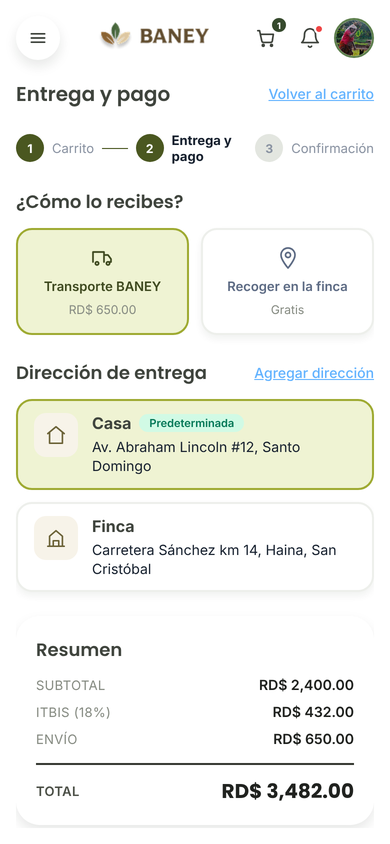 BANEY
1
Entrega y pago
Volver al carrito
1 Carrito
2 Entrega y
pago
3 Confirmación
¿Cómo lo recibes?
Transporte BANEY
RD$ 650.00
Recoger en la finca
Gratis
Dirección de entrega
Agregar dirección
Casa Predeterminada
Av. Abraham Lincoln #12, Santo
Domingo
Finca
Carretera Sánchez km 14, Haina, San
Cristóbal
Resumen
SUBTOTAL RD$ 2,400.00
ITBIS (18%) RD$ 432.00
ENVÍO RD$ 650.00
TOTAL RD$ 3,482.00